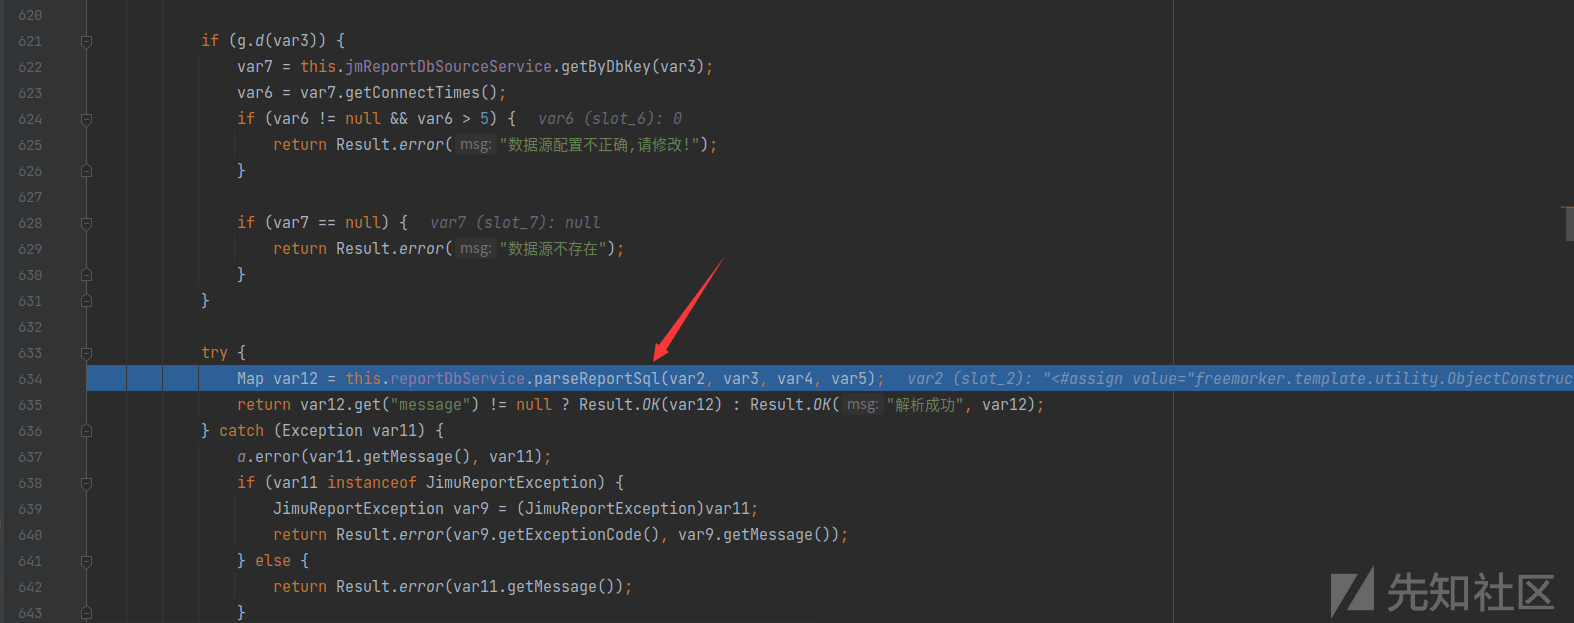 620
621 if (g.d(var3)) {
622 var7 = this.jmReportDbSourceService.getByDbKey(var3);
623 var6 = var7.getConnectTimes();
624 if (var6 != null && var6 > 5) { var6 (slot_6): 0
625 return Result.error( msg: "数据源配置不正确,请修改!");
626 }
627
628 if (var7 == null) { var7 (slot_7): null
629 return Result.error( msg: "数据源不存在");
630 }
631 }
632
633 try {
634 Map var12 = this.reportDbService.parseReportSql(var2, var3, var4, var5); var2 (slot_2): "<#assign value="freemarker.template.utility.ObjectConstruc
635 return var12.get("message") != null ? Result.OK(var12) : Result.OK( msg: "解析成功", var12);
636 } catch (Exception var11) {
637 a.error(var11.getMessage(), var11);
638 if (var11 instanceof JimuReportException) {
639 JimuReportException var9 = (JimuReportException)var11;
640 return Result.error(var9.getExceptionCode(), var9.getMessage());
641 } else {
642 return Result.error(var11.getMessage());
643 }
先知社区